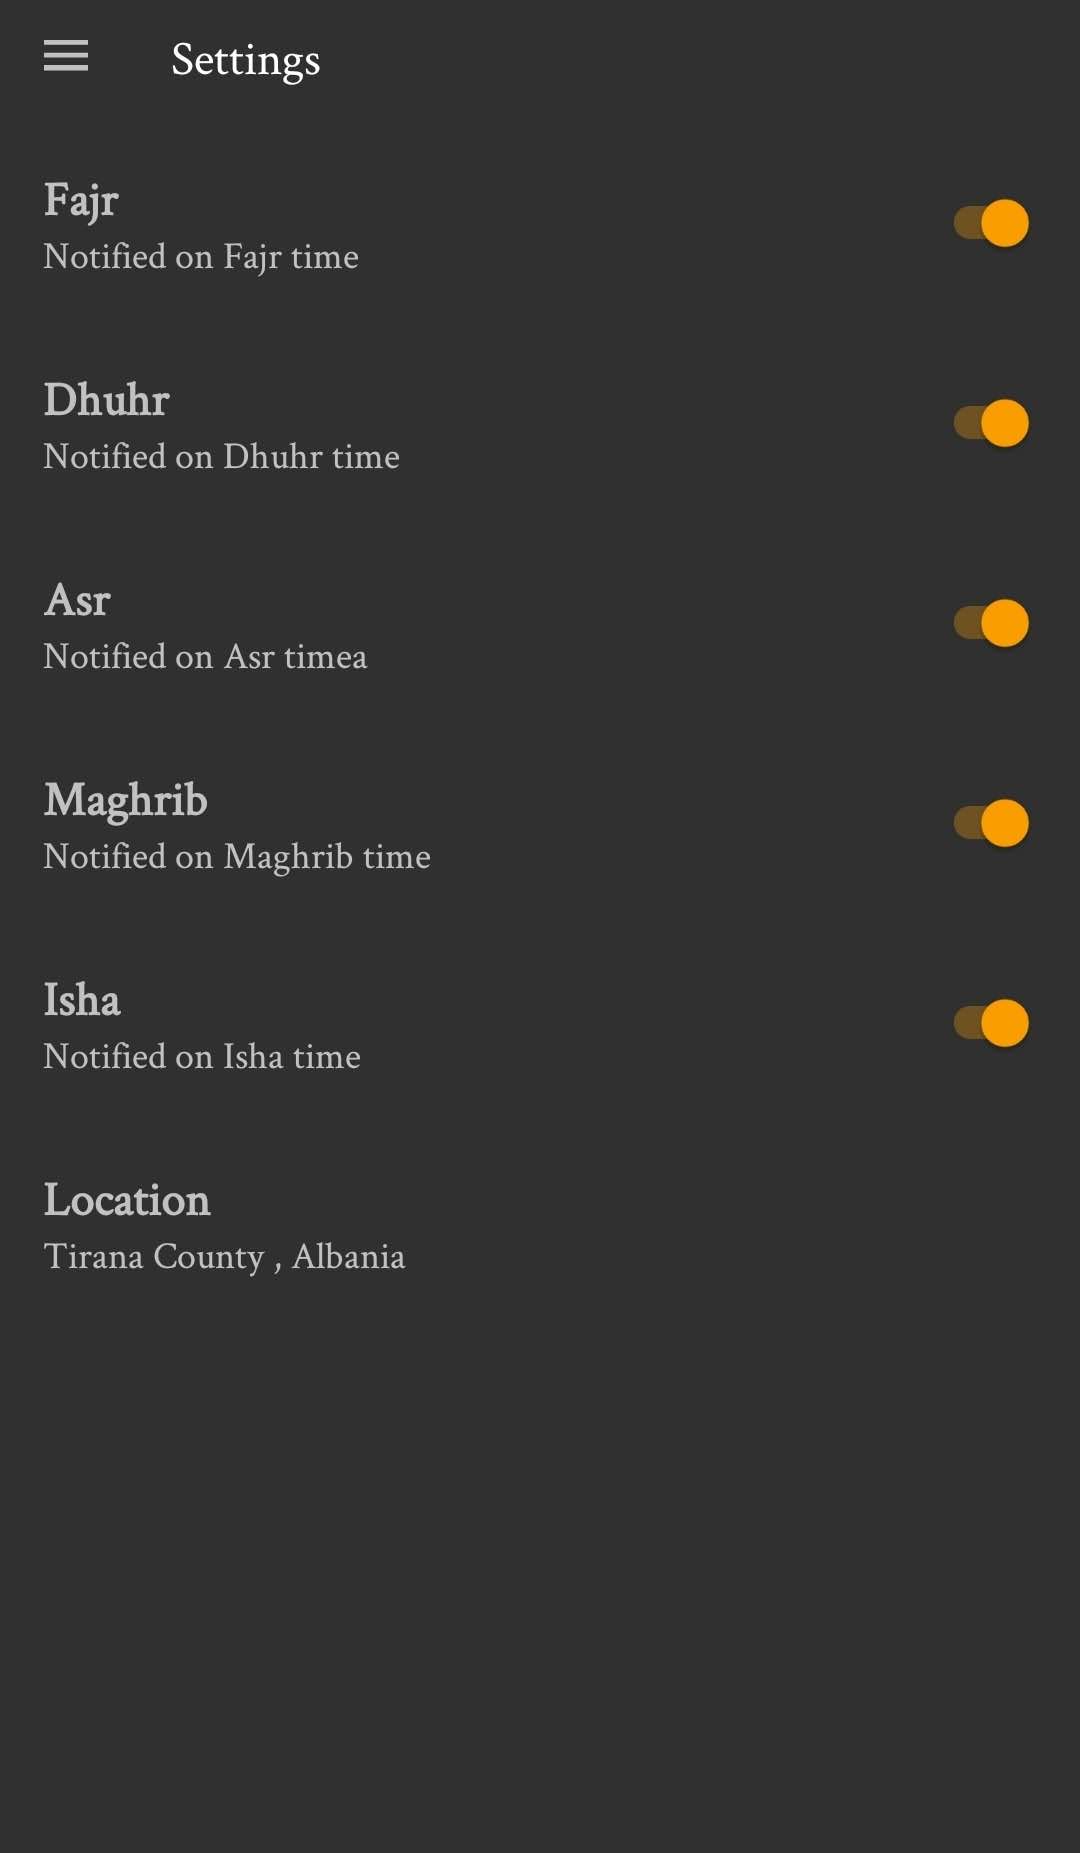 Settings
Fajr
Notified on Fajr time
Dhuhr
Notified on Dhuhr time
Asr
Notified on Asr timea
Maghrib
Notified on Maghrib time
Isha
Notified on Isha time
Location
Tirana County , Albania